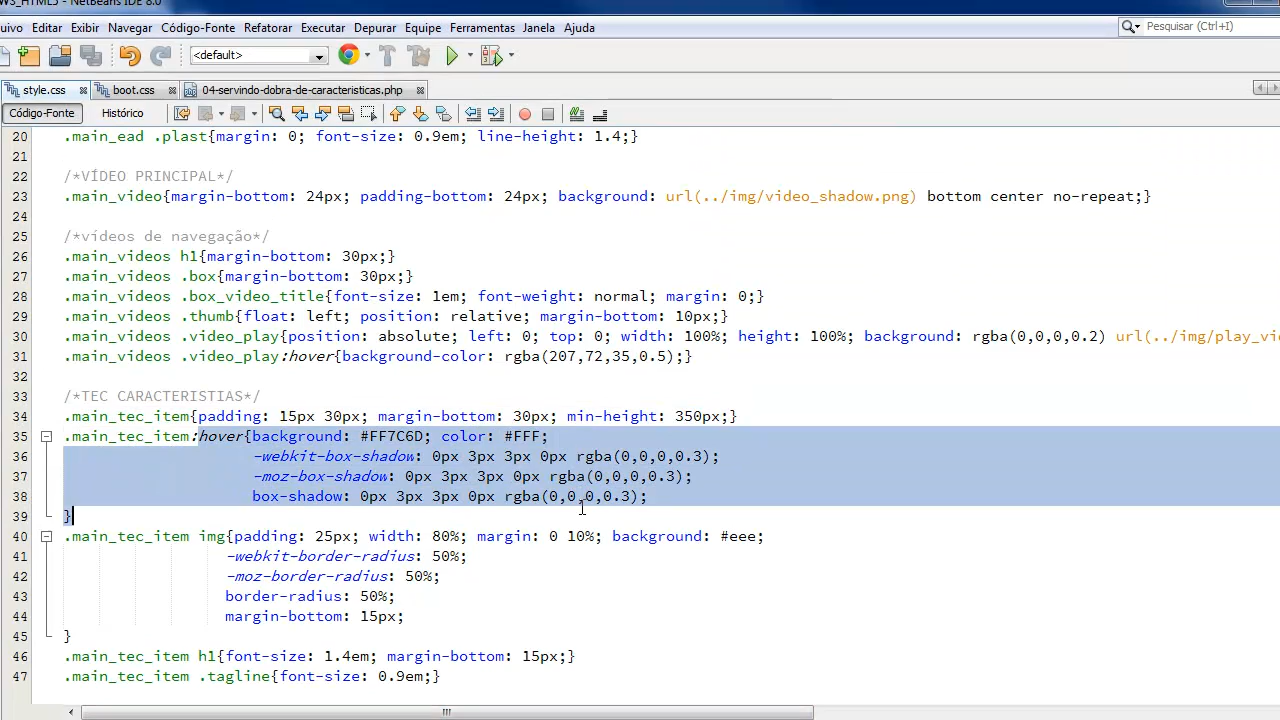 WS_HTML5 - NetBeans IDE 8.0
uivo Editar Exibir Navegar Código-Fonte Refatorar Executar Depurar Equipe Ferramentas Janela Ajuda
Pesquisar (Ctrl+I)
<default>
style.css boot.css 04-servindo-dobra-de-caracteristicas.php
Código-Fonte Histórico
20 .main_ead .plast{margin: 0; font-size: 0.9em; line-height: 1.4;}
21
22 /*VÍDEO PRINCIPAL*/
23 .main_video{margin-bottom: 24px; padding-bottom: 24px; background: url(../img/video_shadow.png) bottom center no-repeat;}
24
25 /*vídeos de navegação*/
26 .main_videos h1{margin-bottom: 30px;}
27 .main_videos .box{margin-bottom: 30px;}
28 .main_videos .box_video_title{font-size: 1em; font-weight: normal; margin: 0;}
29 .main_videos .thumb{float: left; position: relative; margin-bottom: 10px;}
30 .main_videos .video_play{position: absolute; left: 0; top: 0; width: 100%; height: 100%; background: rgba(0,0,0,0.2) url(../img/play_vi
31 .main_videos .video_play:hover{background-color: rgba(207,72,35,0.5);}
32
33 /*TEC CARACTERISTIAS*/
34 .main_tec_item{padding: 15px 30px; margin-bottom: 30px; min-height: 350px;}
35 .main_tec_item:hover{background: #FF7C6D; color: #FFF;
36 -webkit-box-shadow: 0px 3px 3px 0px rgba(0,0,0,0.3);
37 -moz-box-shadow: 0px 3px 3px 0px rgba(0,0,0,0.3);
38 box-shadow: 0px 3px 3px 0px rgba(0,0,0,0.3);
39 }
40 .main_tec_item img{padding: 25px; width: 80%; margin: 0 10%; background: #eee;
41 -webkit-border-radius: 50%;
42 -moz-border-radius: 50%;
43 border-radius: 50%;
44 margin-bottom: 15px;
45 }
46 .main_tec_item h1{font-size: 1.4em; margin-bottom: 15px;}
47 .main_tec_item .tagline{font-size: 0.9em;}